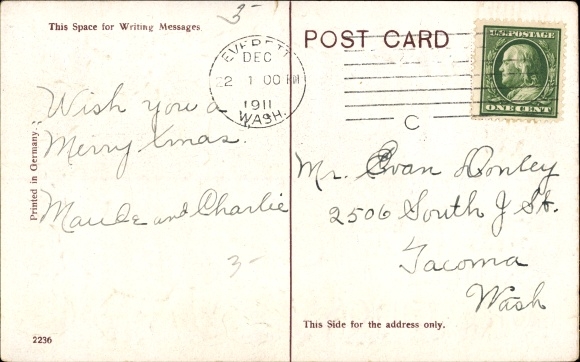 3-
This Space for Writing Messages
Wish you a
Merry Xmas.
Maude and Charlie
3-
Printed in Germany.
2236
EVERETT
DEC
2 1 00 PM
1911
WASH.
C
POST CARD
U.S. POSTAGE
ONE CENT
Mr. Evan Donley
2506 South J St.
Tacoma
Wash
This Side for the address only.